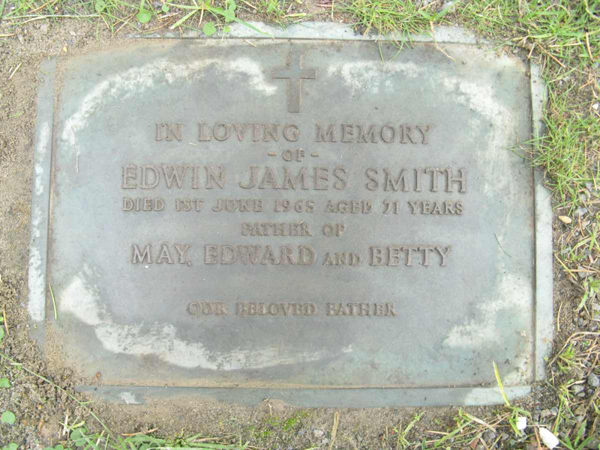 IN LOVING MEMORY
- OF -
EDWIN JAMES SMITH
DIED 1ST JUNE 1965 AGED 71 YEARS
FATHER OF
MAY, EDWARD AND BETTY
OUR BELOVED FATHER